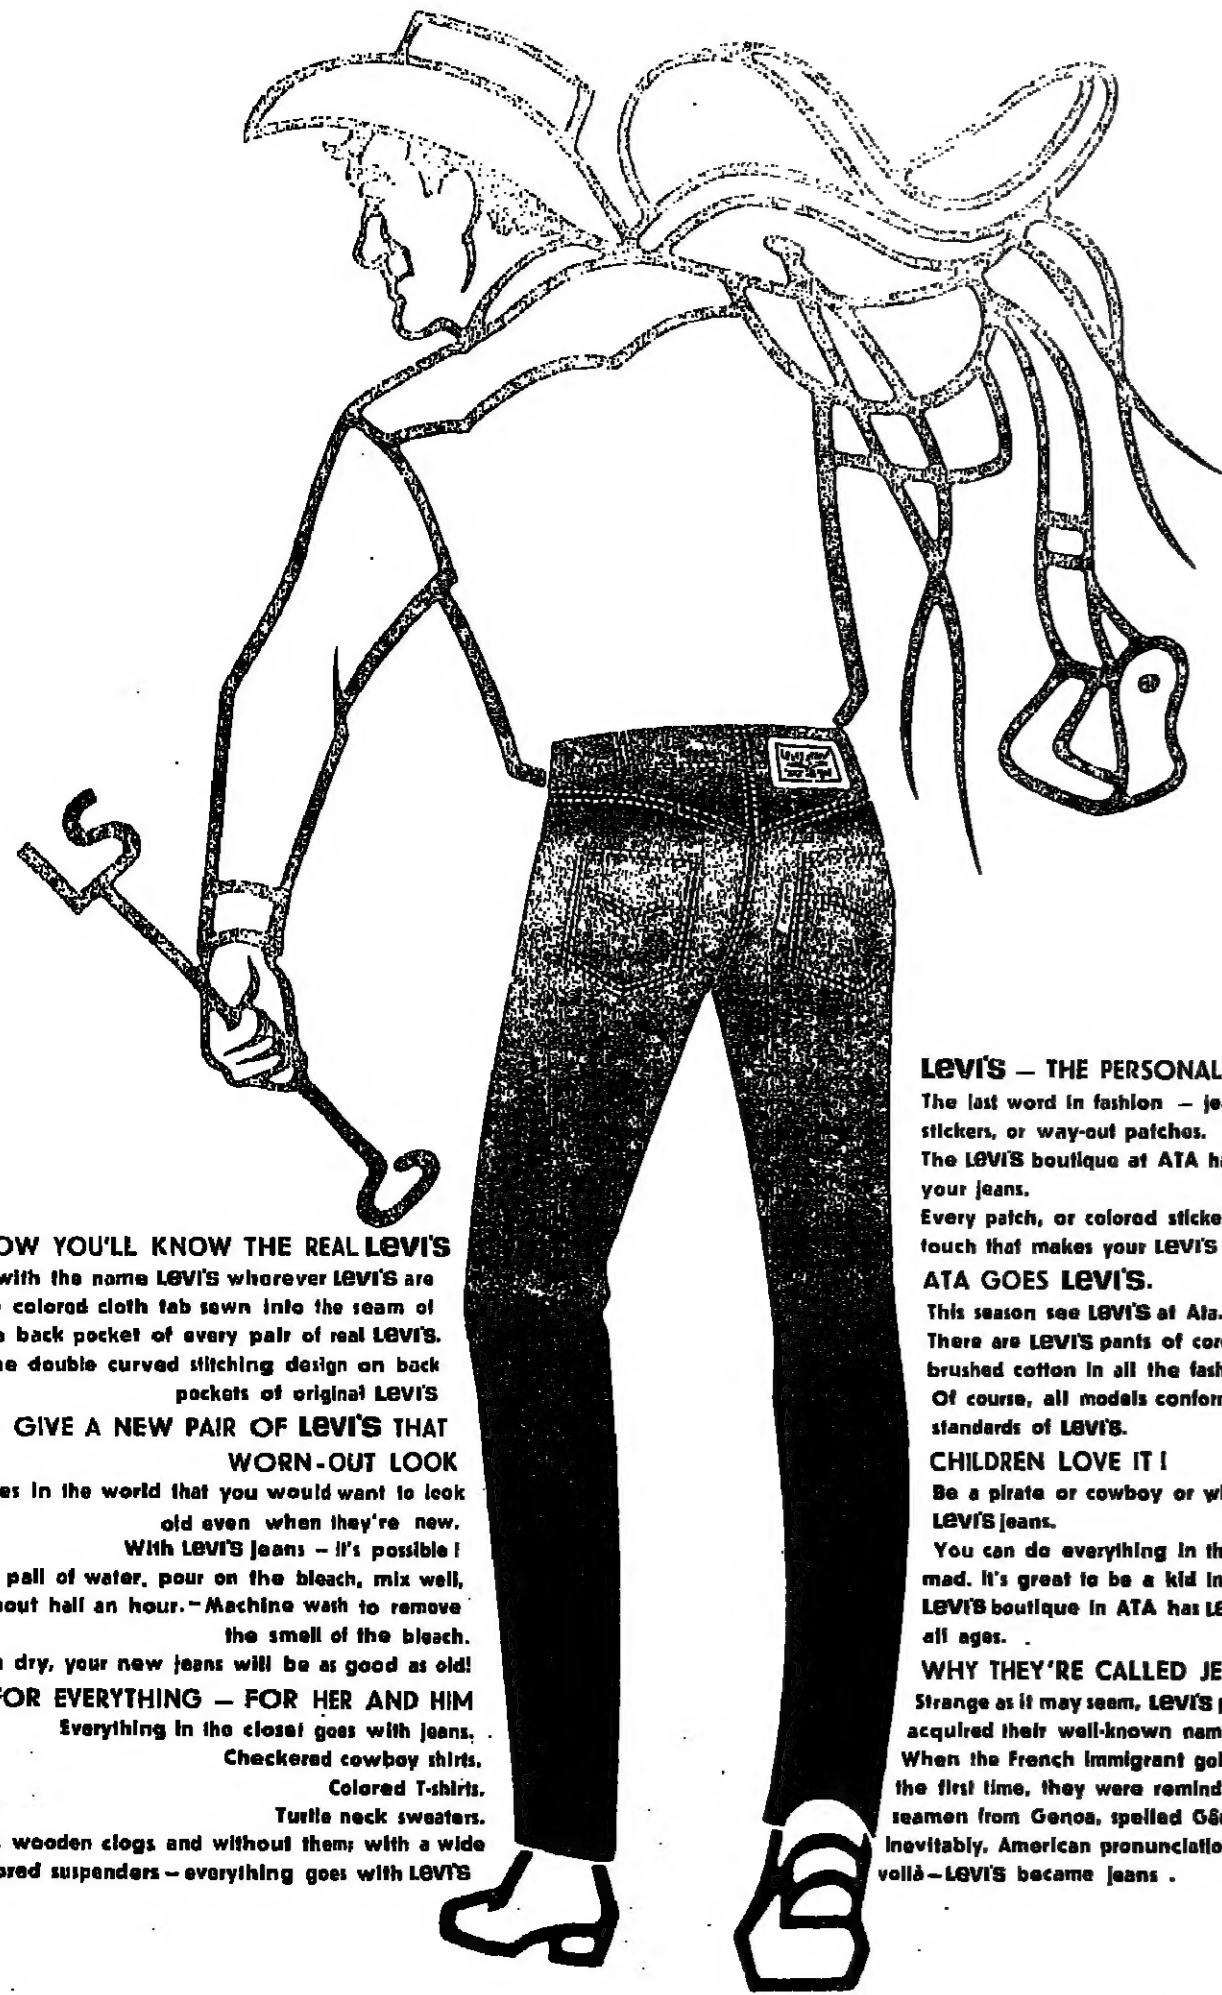 OW YOU'LL KNOW THE REAL LEVI'S
with the name LEVI'S wherever LEVI'S are
colored cloth tab sewn into the seam of
back pocket of every pair of real LEVI'S.
he double curved stitching design on back
pockets of original LEVI'S
GIVE A NEW PAIR OF LEVI'S THAT
WORN-OUT LOOK
es in the world that you would want to look
old even when they're new.
With LEVI'S jeans – it's possible !
pail of water, pour on the bleach, mix well,
out half an hour. – Machine wash to remove
the smell of the bleach.
dry, your new jeans will be as good as old!
FOR EVERYTHING – FOR HER AND HIM
Everything in the closet goes with jeans.
Checkered cowboy shirts.
Colored T-shirts.
Turtle neck sweaters.
wooden clogs and without them; with a wide
ored suspenders – everything goes with LEVI'S
LEVI'S – THE PERSONAL
The last word in fashion – je
stickers, or way-out patches.
The LEVI'S boutique at ATA ha
your jeans.
Every patch, or colored sticke
touch that makes your LEVI'S
ATA GOES LEVI'S.
This season see LEVI'S at Ata.
There are LEVI'S pants of cor
brushed cotton in all the fash
Of course, all models confor
standards of LEVI'S.
CHILDREN LOVE IT !
Be a pirate or cowboy or w
LEVI'S jeans.
You can do everything in th
mad. It's great to be a kid in
LEVI'S boutique in ATA has LE
all ages.
WHY THEY'RE CALLED JE
Strange as it may seem, LEVI'S p
acquired their well-known nam
When the French immigrant gol
the first time, they were remind
seamen from Genoa, spelled Gê
Inevitably, American pronunciatio
voilà – LEVI'S became jeans .